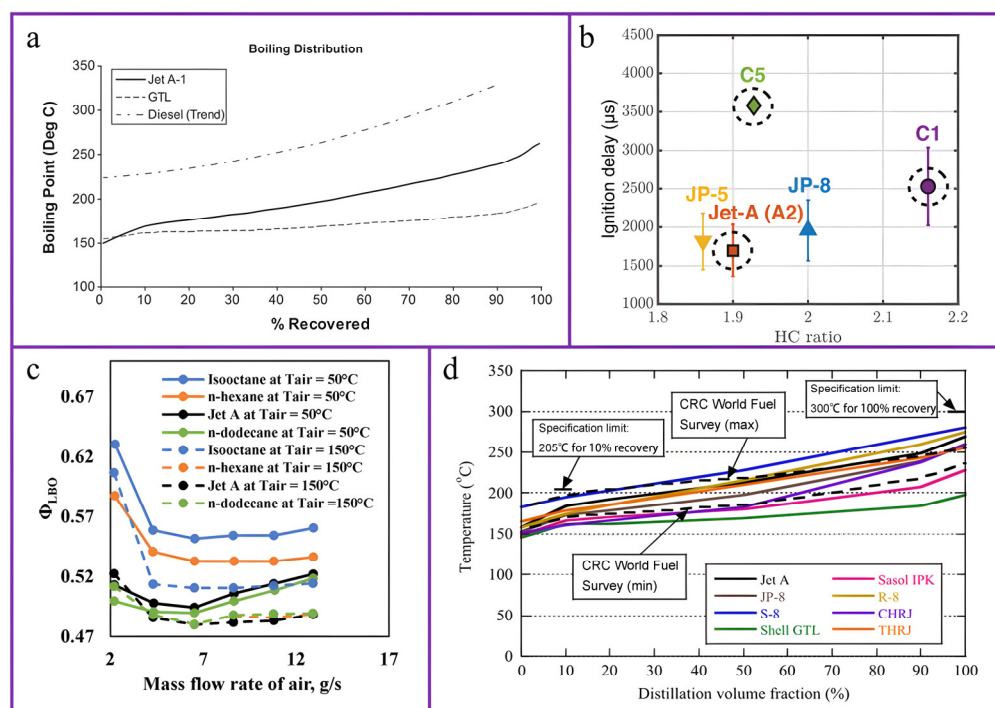 a
Boiling Distribution
Jet A-1
GTL
Diesel (Trend)
Boiling Point (Deg C)
350
300
250
200
150
100
0
10
20
30
40
50
60
70
80
90
100
% Recovered
b
4500
4000
3500
3000
2500
2000
1500
1000
Ignition delay (μs)
C5
C1
JP-8
JP-5
Jet-A (A2)
1.8
1.9
2
2.1
2.2
HC ratio
c
0.67
0.62
0.57
0.52
0.47
ΦLBO
Isooctane at Tair = 50°C
n-hexane at Tair = 50°C
Jet A at Tair = 50°C
n-dodecane at Tair = 50°C
Isooctane at Tair = 150°C
n-hexane at Tair = 150°C
Jet A at Tair = 150°C
n-dodecane at Tair =150°C
2
7
12
17
Mass flow rate of air, g/s
d
350
300
250
200
150
100
50
0
Temperature (°C)
Specification limit:
205℃ for 10% recovery
CRC World Fuel
Survey (max)
Specification limit:
300℃ for 100% recovery
CRC World Fuel
Survey (min)
Jet A
JP-8
S-8
Shell GTL
Sasol IPK
R-8
CHRJ
THRJ
0
10
20
30
40
50
60
70
80
90
100
Distillation volume fraction (%)